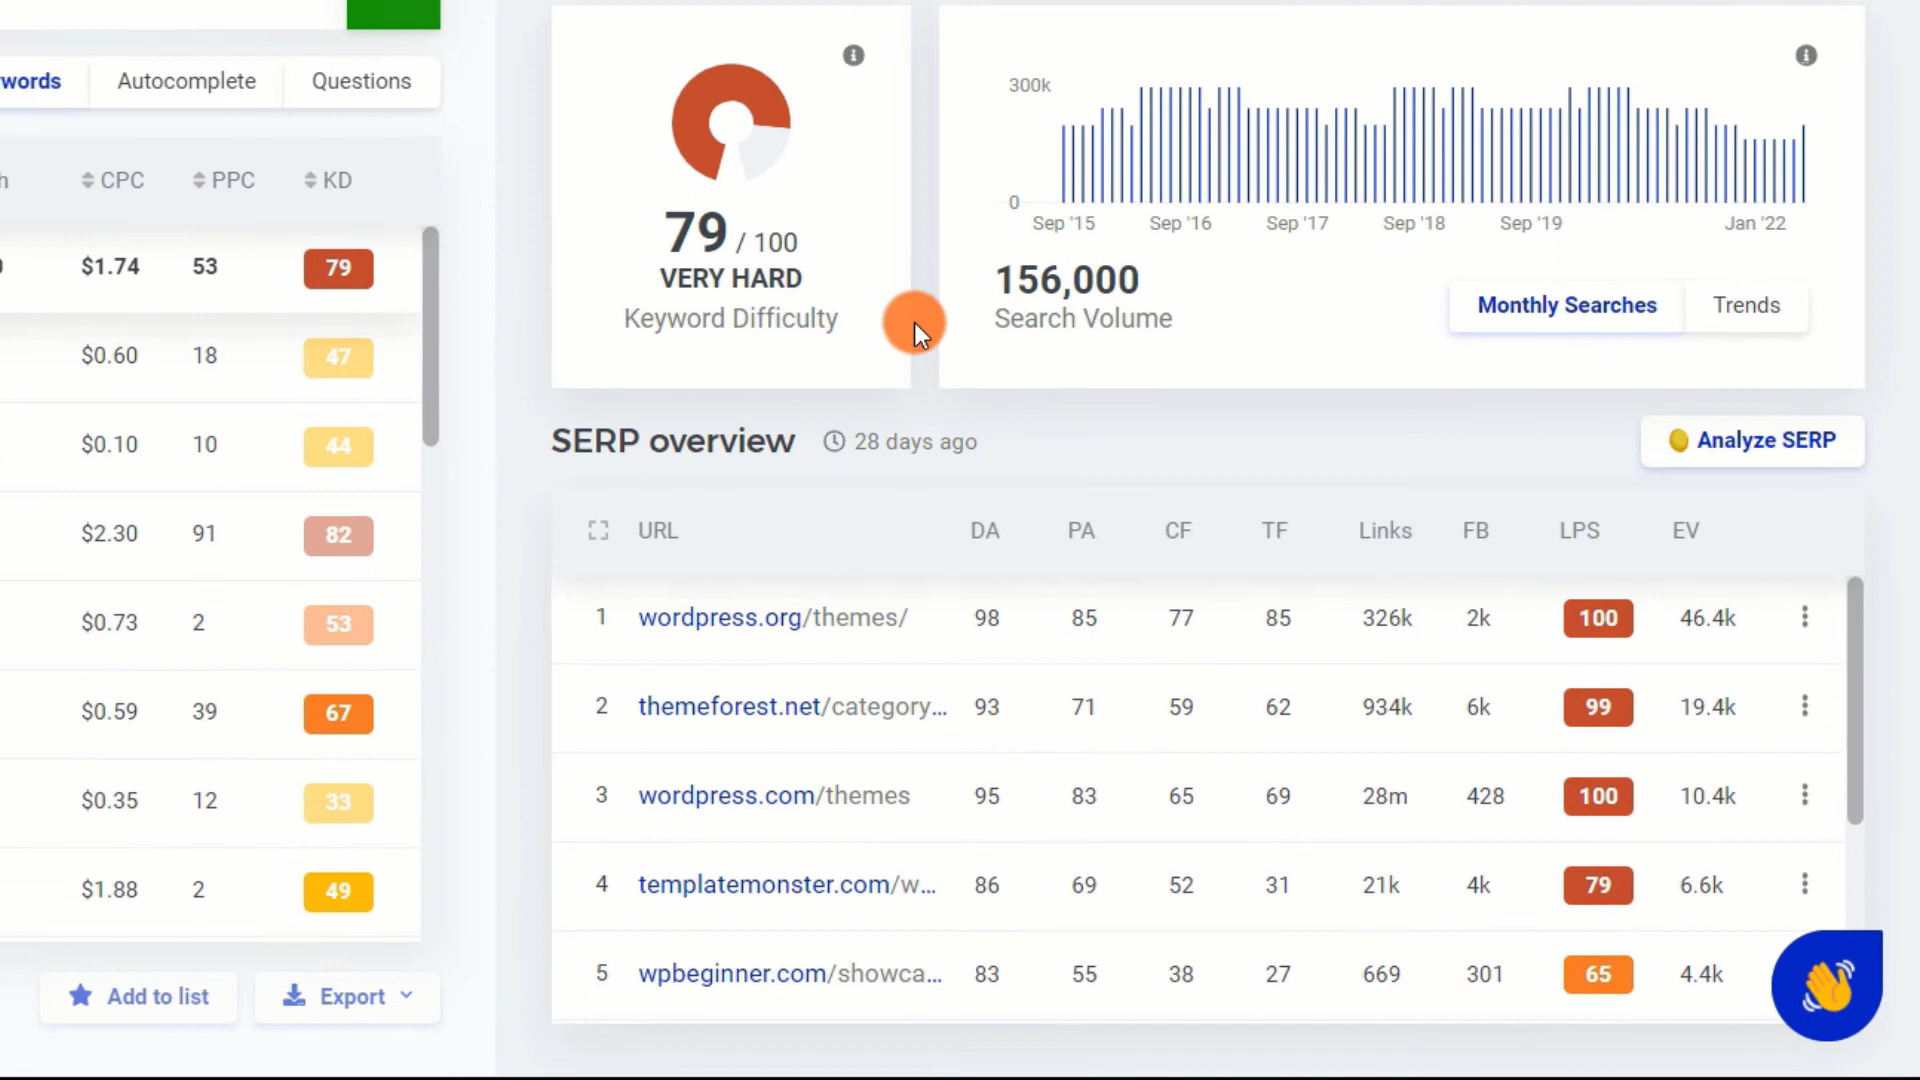 words Autocomplete Questions
h CPC PPC KD
0 $1.74 53 79
$0.60 18 47
$0.10 10 44
$2.30 91 82
$0.73 2 53
$0.59 39 67
$0.35 12 33
$1.88 2 49
Add to list Export
79 / 100
VERY HARD
Keyword Difficulty
300k
0
Sep '15 Sep '16 Sep '17 Sep '18 Sep '19 Jan '22
156,000
Search Volume
Monthly Searches Trends
SERP overview 28 days ago Analyze SERP
URL DA PA CF TF Links FB LPS EV
1 wordpress.org/themes/ 98 85 77 85 326k 2k 100 46.4k
2 themeforest.net/category... 93 71 59 62 934k 6k 99 19.4k
3 wordpress.com/themes 95 83 65 69 28m 428 100 10.4k
4 templatemonster.com/w... 86 69 52 31 21k 4k 79 6.6k
5 wpbeginner.com/showca... 83 55 38 27 669 301 65 4.4k